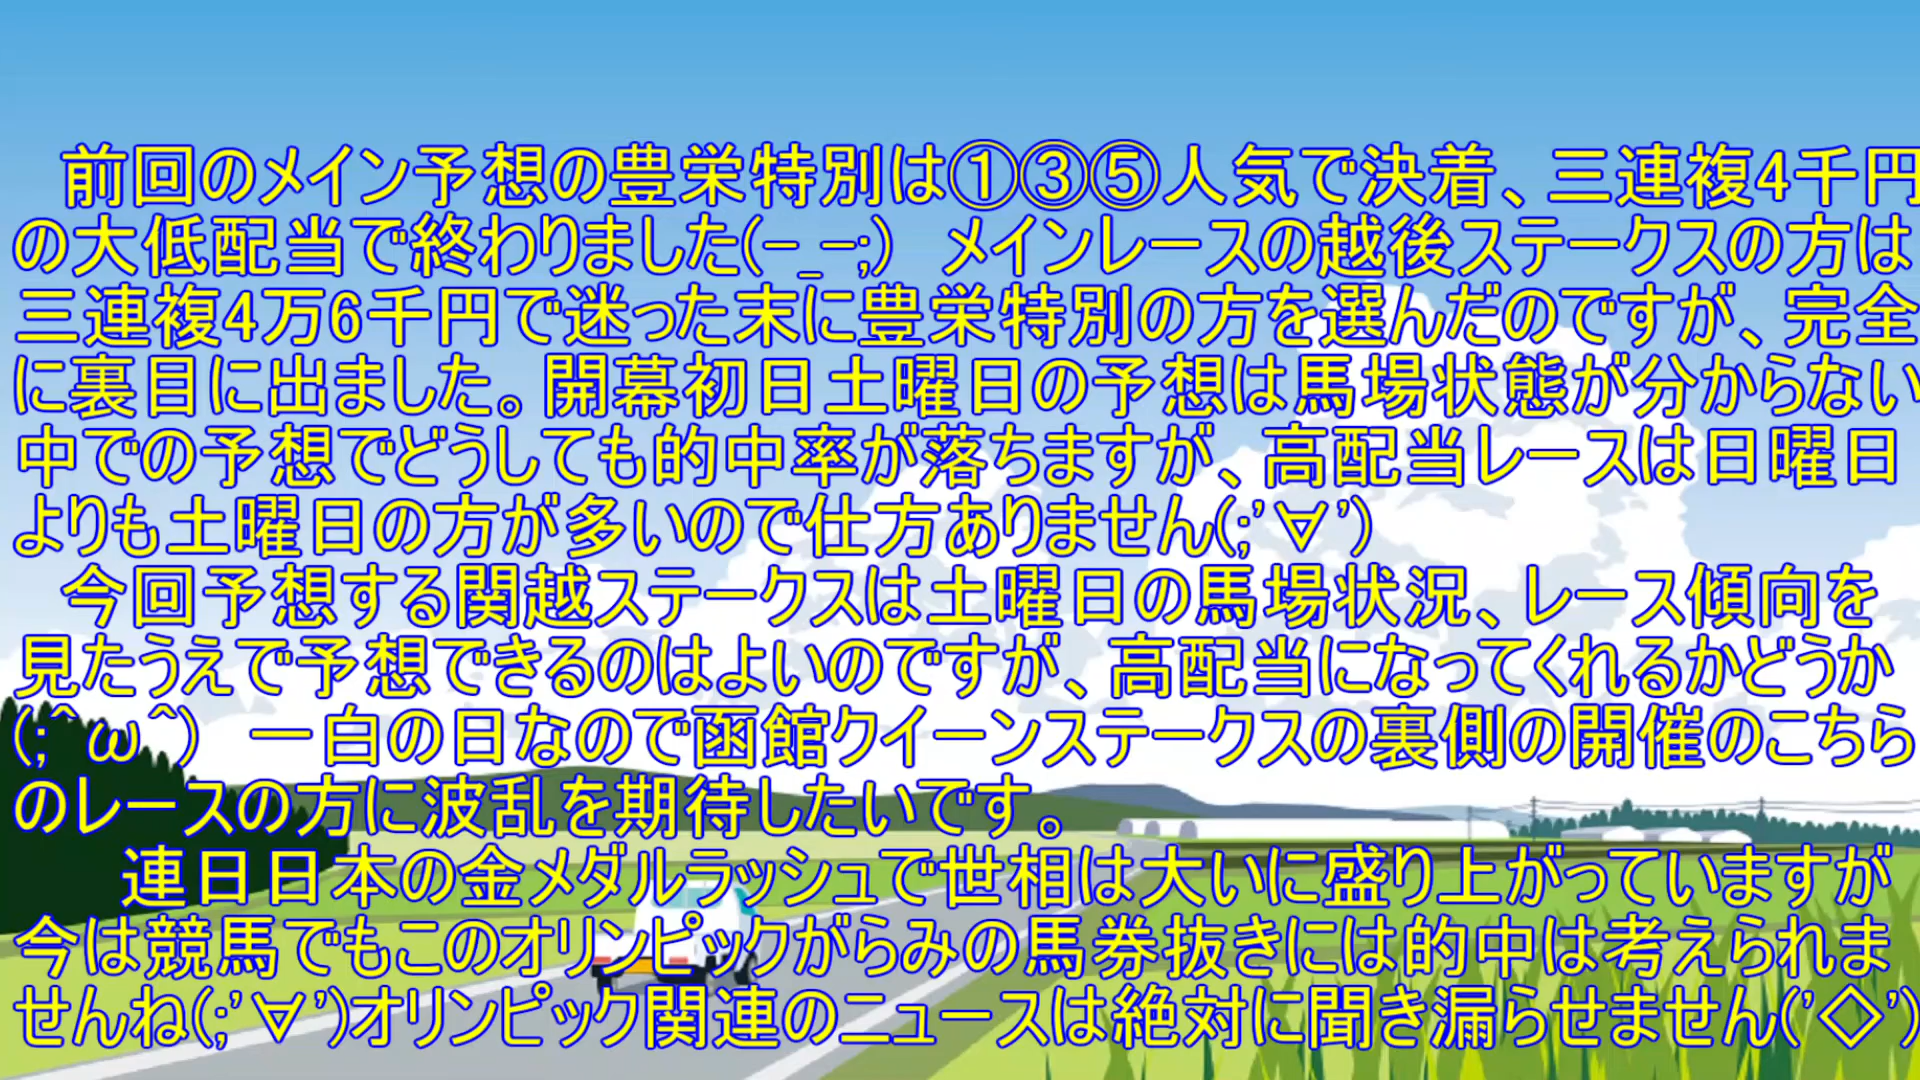 前回のメイン予想の豊栄特別は①③⑤人気で決着、三連複4千円
の大低配当で終わりました(－_－;)　メインレースの越後ステークスの方は
三連複4万6千円で迷った末に豊栄特別の方を選んだのですが、完全
に裏目に出ました。開幕初日土曜日の予想は馬場状態が分からない
中での予想でどうしても的中率が落ちますが、高配当レースは日曜日
よりも土曜日の方が多いので仕方ありません(;'∀')
今回予想する関越ステークスは土曜日の馬場状況、レース傾向を
見たうえで予想できるのはよいのですが、高配当になってくれるかどうか
(;^ω^)　一白の日なので函館クイーンステークスの裏側の開催のこちら
のレースの方に波乱を期待したいです。
連日日本の金メダルラッシュで世相は大いに盛り上がっていますが
今は競馬でもこのオリンピックがらみの馬券抜きには的中は考えられま
せんね(;'∀')オリンピック関連のニュースは絶対に聞き漏らせません('◇')